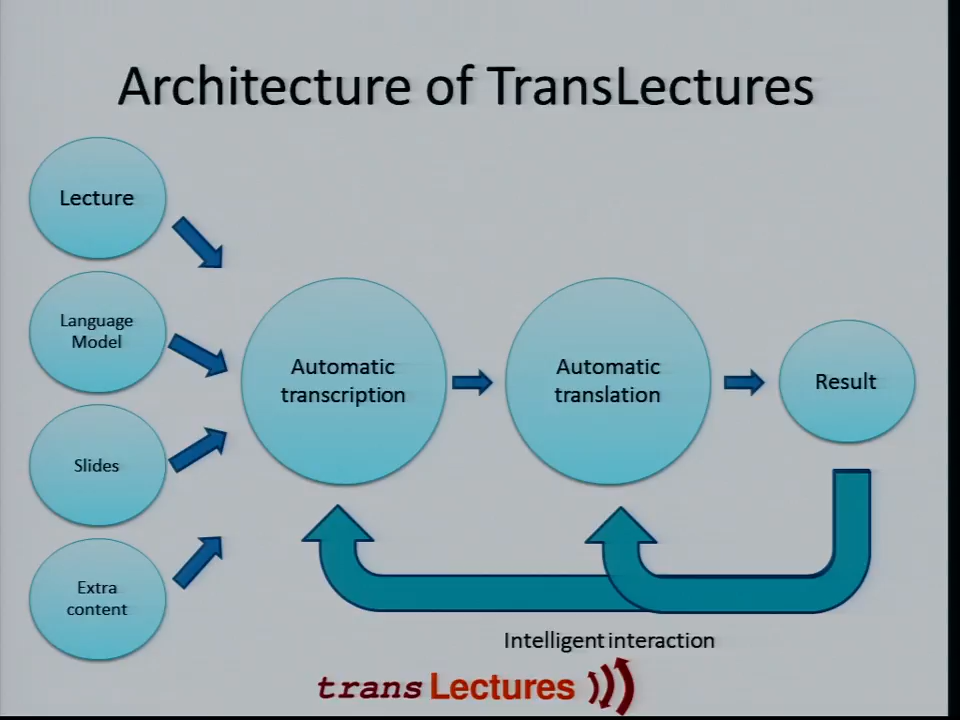 Architecture of TransLectures
Lecture
Language
Model
Slides
Extra
content
Automatic
transcription
Automatic
translation
Result
Intelligent interaction
trans Lectures